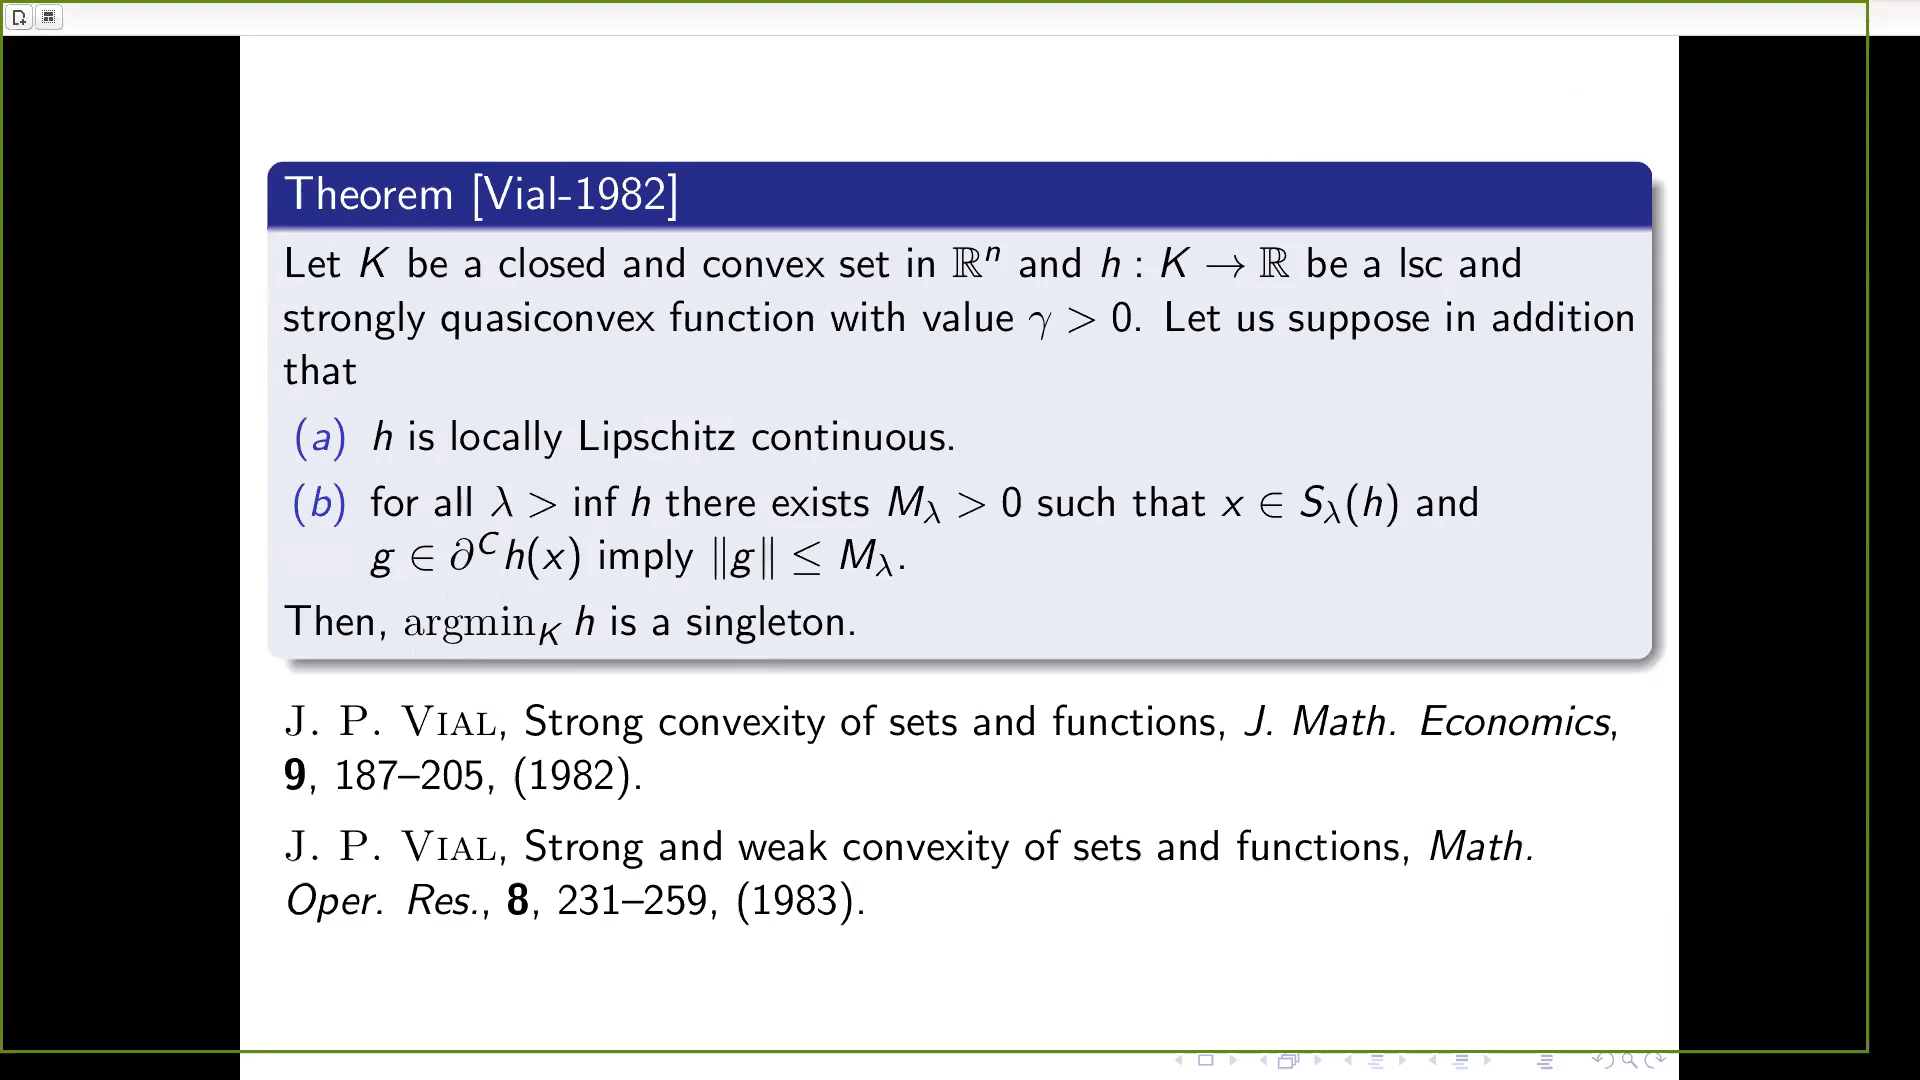 Theorem [Vial-1982]
Let K be a closed and convex set in ℝⁿ and h : K → ℝ be a lsc and
strongly quasiconvex function with value γ > 0. Let us suppose in addition
that
(a) h is locally Lipschitz continuous.
(b) for all λ > inf h there exists M_λ > 0 such that x ∈ S_λ(h) and
g ∈ ∂^C h(x) imply ‖g‖ ≤ M_λ.
Then, argmin_K h is a singleton.
J. P. VIAL, Strong convexity of sets and functions, J. Math. Economics,
9, 187–205, (1982).
J. P. VIAL, Strong and weak convexity of sets and functions, Math.
Oper. Res., 8, 231–259, (1983).